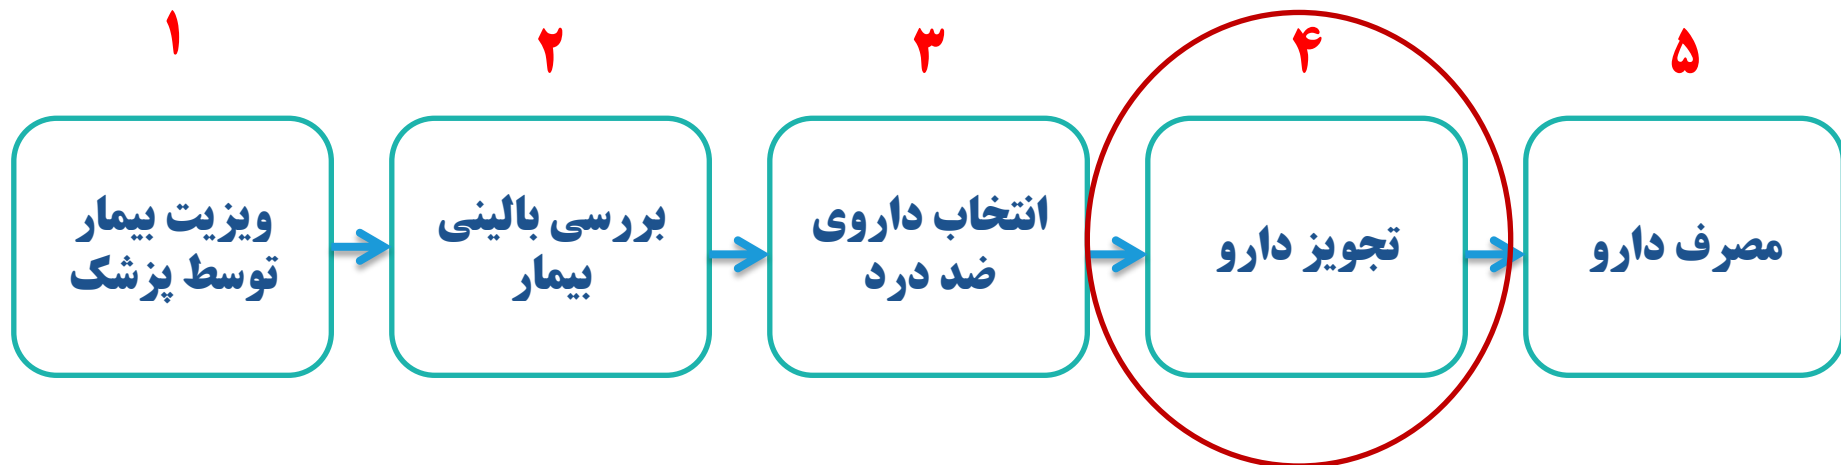 ۱
۲
۳
۴
۵
ویزیت بیمار
توسط پزشک
بررسی بالینی
بیمار
انتخاب داروی
ضد درد
تجویز دارو
مصرف دارو